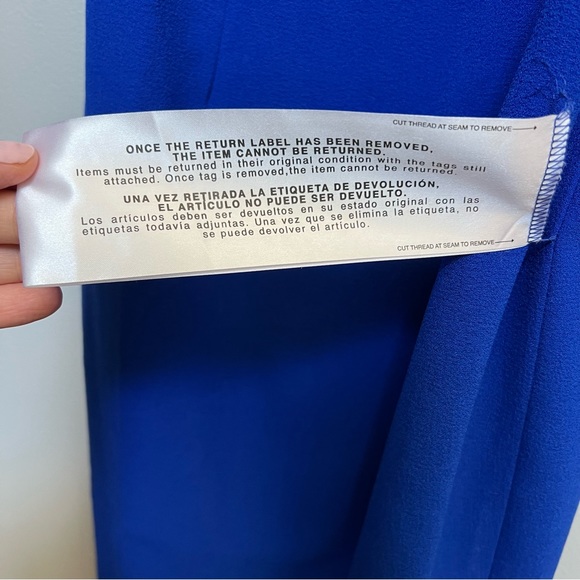 CUT THREAD AT SEAM TO REMOVE
ONCE THE RETURN LABEL HAS BEEN REMOVED,
THE ITEM CANNOT BE RETURNED.
Items must be returned in their original condition with the tags still
attached. Once tag is removed,the item cannot be returned.
UNA VEZ RETIRADA LA ETIQUETA DE DEVOLUCIÓN,
EL ARTÍCULO NO PUEDE SER DEVUELTO.
Los artículos deben ser devueltos en su estado original con las
etiquetas todavía adjuntas. Una vez que se elimina la etiqueta, no
se puede devolver el artículo.
CUT THREAD AT SEAM TO REMOVE